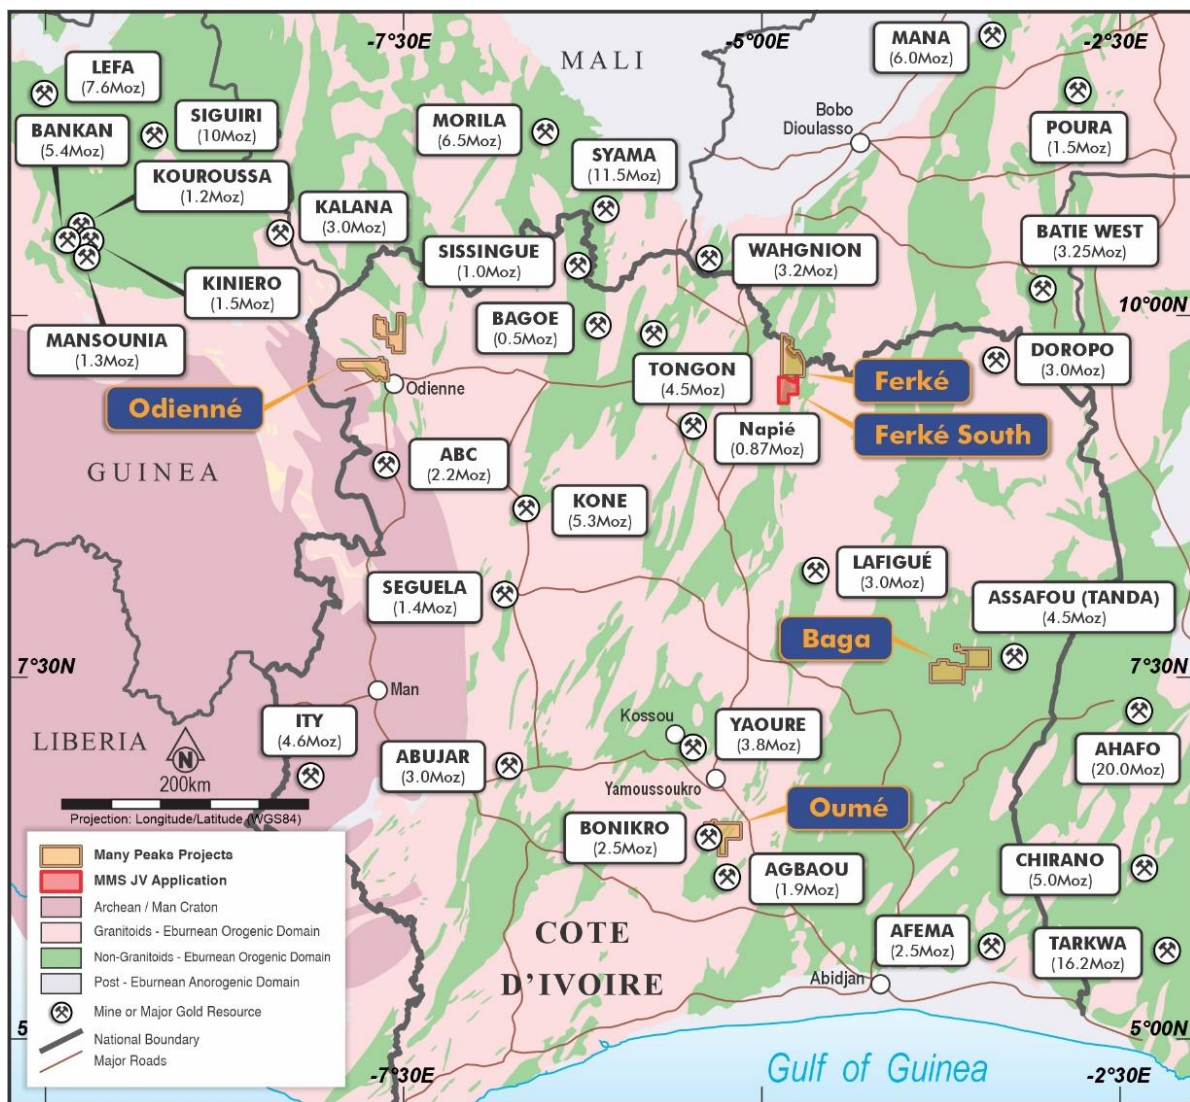 -7°30E
-5°00E
-2°30E
MALI
MANA
(6.0Moz)
LEFA
(7.6Moz)
SIGUIRI
(10Moz)
BANKAN
(5.4Moz)
MORILA
(6.5Moz)
Bobo
Dioulasso
POURA
(1.5Moz)
SYAMA
(11.5Moz)
KOUROUSSA
(1.2Moz)
KALANA
(3.0Moz)
SISSINGUE
(1.0Moz)
WAHGNION
(3.2Moz)
BATIE WEST
(3.25Moz)
KINIERO
(1.5Moz)
10°00N
BAGOE
(0.5Moz)
MANSOUNIA
(1.3Moz)
TONGON
(4.5Moz)
DOROPO
(3.0Moz)
Ferké
Odienné
Odienne
Napié
(0.87Moz)
Ferké South
GUINEA
ABC
(2.2Moz)
KONE
(5.3Moz)
LAFIGUÉ
(3.0Moz)
SEGUELA
(1.4Moz)
ASSAFOU (TANDA)
(4.5Moz)
Baga
7°30N
7°30N
Man
ITY
(4.6Moz)
Kossou
YAOURE
(3.8Moz)
LIBERIA
N
200km
ABUJAR
(3.0Moz)
AHAFO
(20.0Moz)
Yamoussoukro
Oumé
Projection: Longitude/Latitude (WGS84)
BONIKRO
(2.5Moz)
AGBAOU
(1.9Moz)
CHIRANO
(5.0Moz)
Many Peaks Projects
MMS JV Application
Archean / Man Craton
Granitoids - Eburnean Orogenic Domain
Non-Granitoids - Eburnean Orogenic Domain
Post - Eburnean Anorogenic Domain
Mine or Major Gold Resource
National Boundary
Major Roads
COTE
D'IVOIRE
AFEMA
(2.5Moz)
TARKWA
(16.2Moz)
Abidjan
5
5°00N
Gulf of Guinea
-7°30E
-5°00E
-2°30E